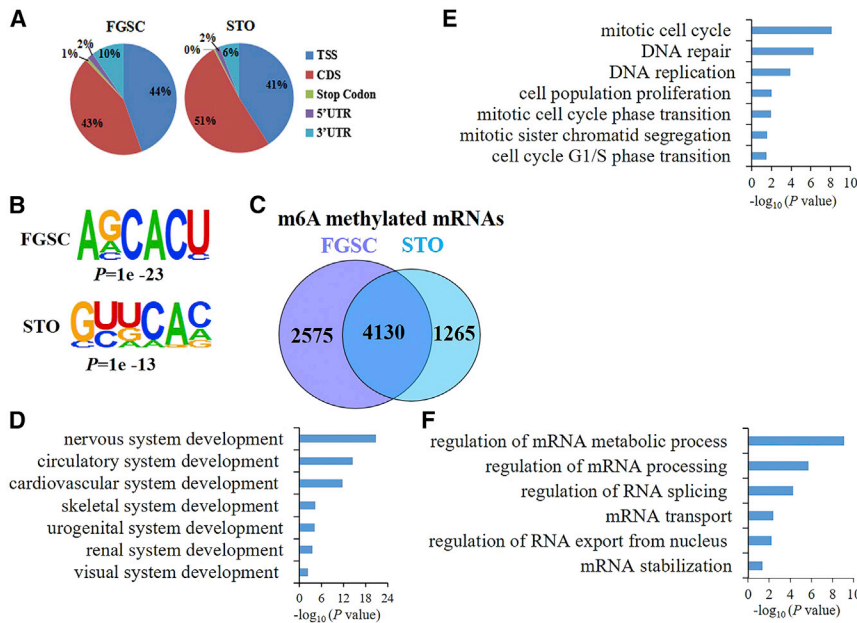 A
FGSC
STO
1%
2%
10%
44%
43%
0%
2%
6%
41%
51%
TSS
CDS
Stop Codon
5'UTR
3'UTR
B
FGSC
AGCACU
P=1e -23
STO
GUUCAC
P=1e -13
C
m6A methylated mRNAs
FGSC
STO
2575
4130
1265
D
nervous system development
circulatory system development
cardiovascular system development
skeletal system development
urogenital system development
renal system development
visual system development
0 6 12 18 24
-log10 (P value)
E
mitotic cell cycle
DNA repair
DNA replication
cell population proliferation
mitotic cell cycle phase transition
mitotic sister chromatid segregation
cell cycle G1/S phase transition
0 2 4 6 8 10
-log10 (P value)
F
regulation of mRNA metabolic process
regulation of mRNA processing
regulation of RNA splicing
mRNA transport
regulation of RNA export from nucleus
mRNA stabilization
0 2 4 6 8 10
-log10 (P value)